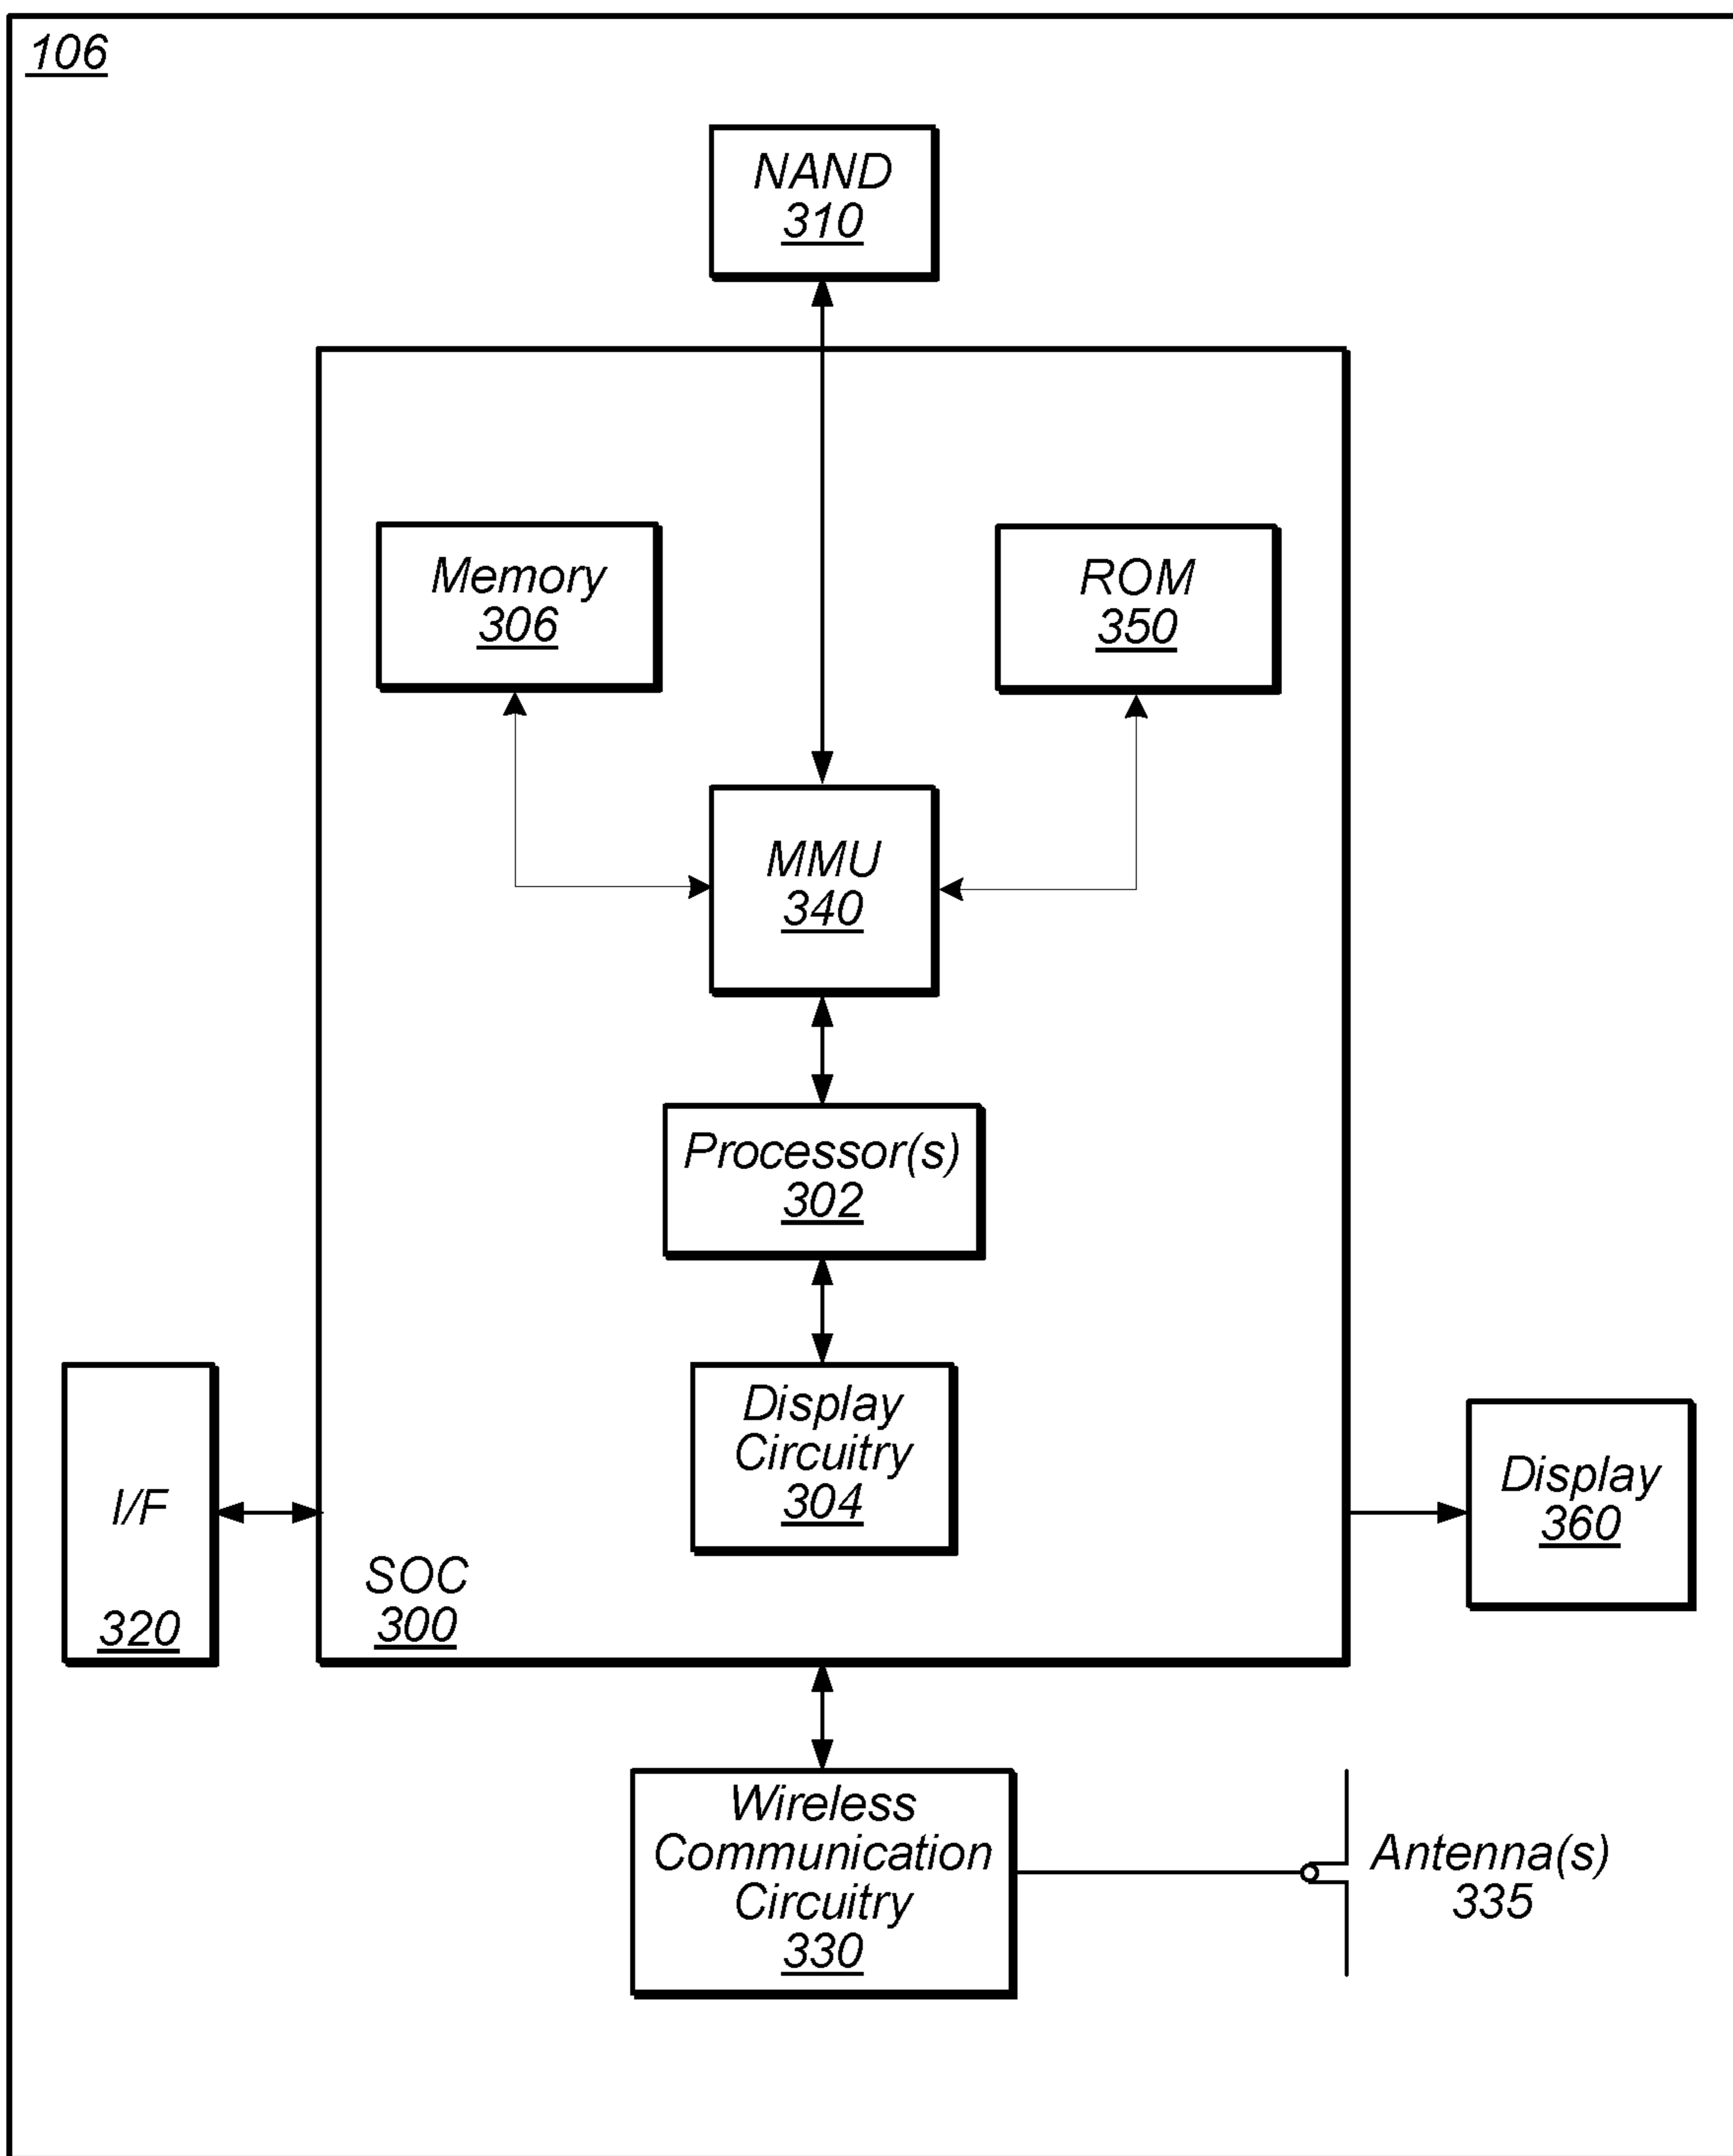 106
NAND
310
Memory
306
ROM
350
MMU
340
Processor(s)
302
Display
Circuitry
304
I/F
320
SOC
300
Display
360
Wireless
Communication
Circuitry
330
Antenna(s)
335